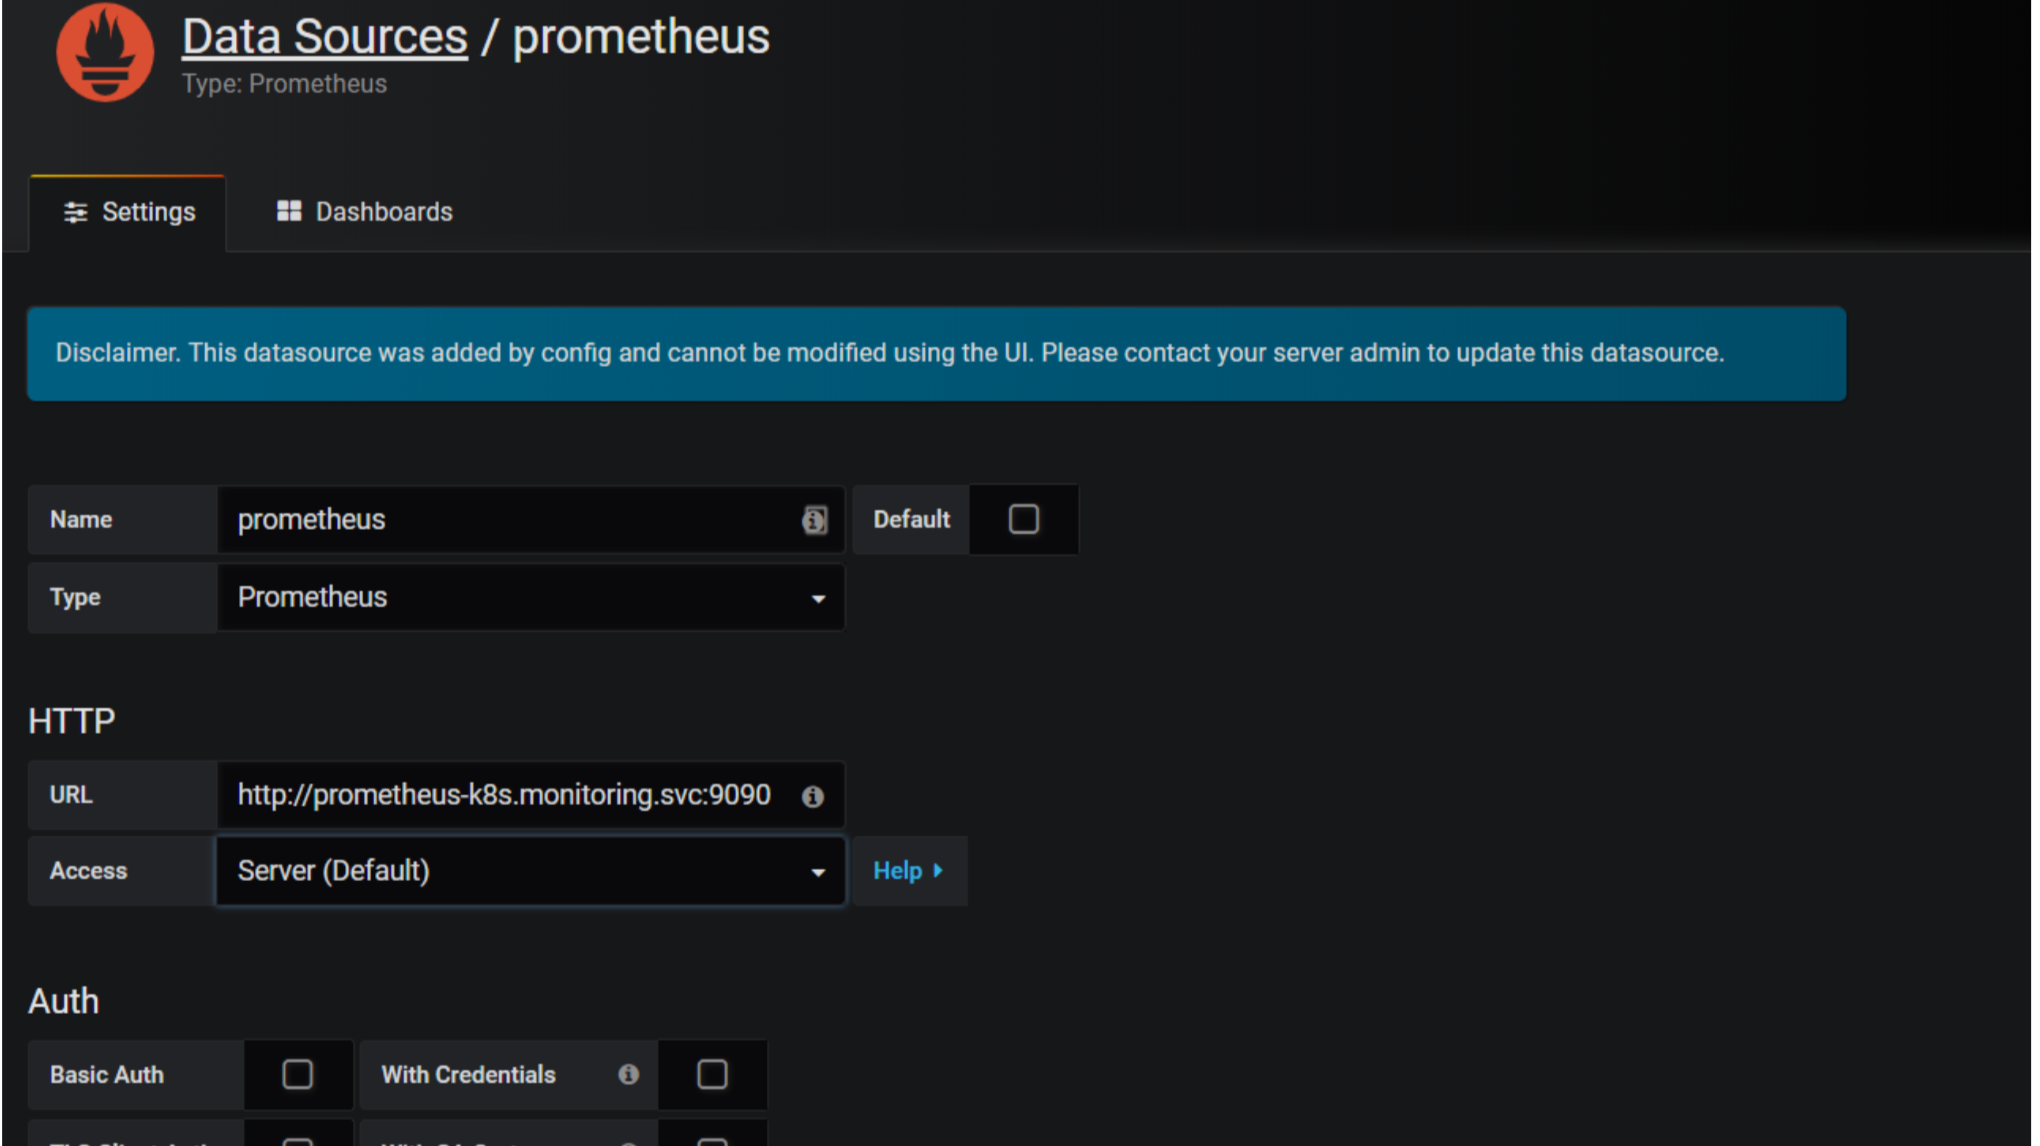 Data Sources / prometheus
Type: Prometheus
Settings Dashboards
Disclaimer. This datasource was added by config and cannot be modified using the UI. Please contact your server admin to update this datasource.
Name prometheus Default
Type Prometheus
HTTP
URL http://prometheus-k8s.monitoring.svc:9090
Access Server (Default) Help
Auth
Basic Auth With Credentials